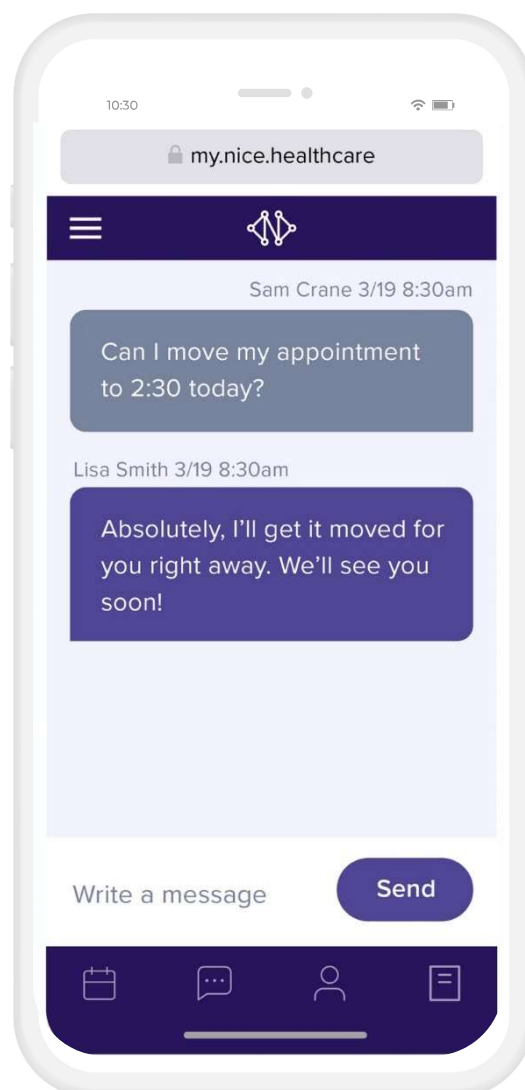 10:30
my.nice.healthcare
Sam Crane 3/19 8:30am
Can I move my appointment
to 2:30 today?
Lisa Smith 3/19 8:30am
Absolutely, I’ll get it moved for
you right away. We’ll see you
soon!
Write a message
Send